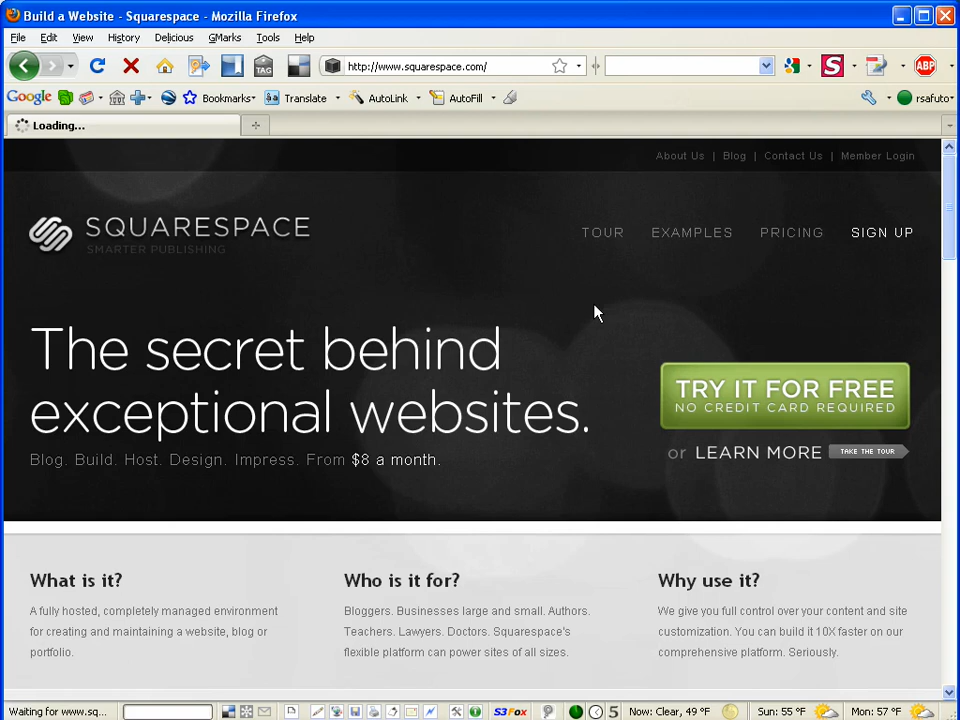 Build a Website - Squarespace - Mozilla Firefox
File Edit View History Delicious GMarks Tools Help
TAG http://www.squarespace.com/ S ABP
Google Bookmarks Translate AutoLink AutoFill rsafuto
Loading...
About Us | Blog | Contact Us | Member Login
SQUARESPACE
SMARTER PUBLISHING
TOUR EXAMPLES PRICING SIGN UP
The secret behind
exceptional websites.
Blog. Build. Host. Design. Impress. From $8 a month.
TRY IT FOR FREE
NO CREDIT CARD REQUIRED
or LEARN MORE TAKE THE TOUR
What is it?
A fully hosted, completely managed environment
for creating and maintaining a website, blog or
portfolio.
Who is it for?
Bloggers. Businesses large and small. Authors.
Teachers. Lawyers. Doctors. Squarespace's
flexible platform can power sites of all sizes.
Why use it?
We give you full control over your content and site
customization. You can build it 10X faster on our
comprehensive platform. Seriously.
Waiting for www.sq... S3Fox 5 Now: Clear, 49 °F Sun: 55 °F Mon: 57 °F